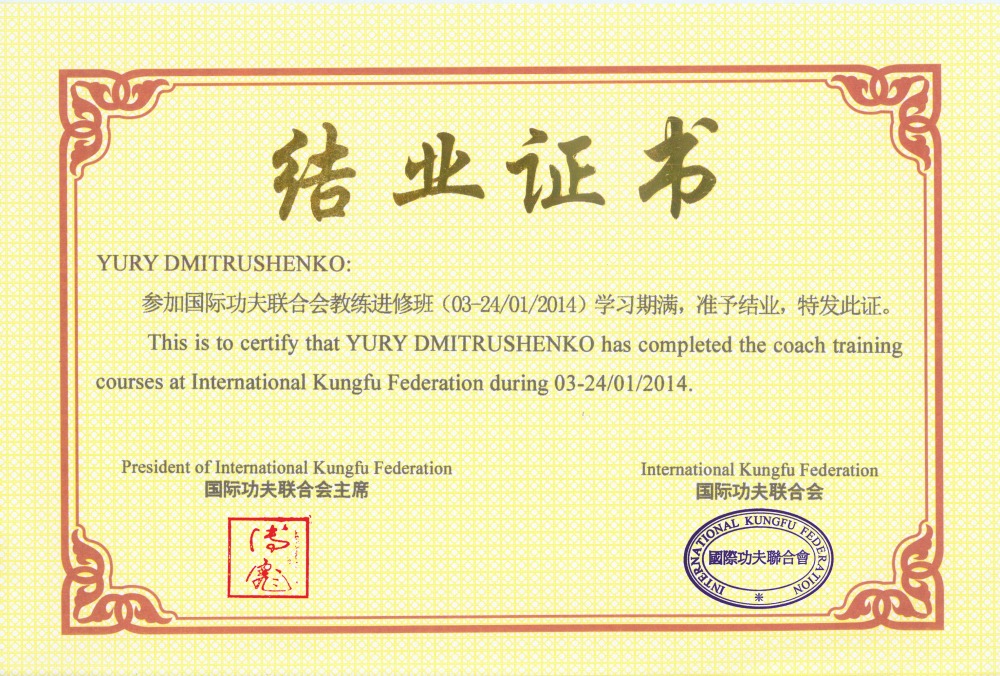 结业证书
YURY DMITRUSHENKO:
参加国际功夫联合会教练进修班（03-24/01/2014）学习期满，准予结业，特发此证。
This is to certify that YURY DMITRUSHENKO has completed the coach training
courses at International Kungfu Federation during 03-24/01/2014.
President of International Kungfu Federation
国际功夫联合会主席
International Kungfu Federation
国际功夫联合会
INTERNATIONAL KUNGFU FEDERATION
國際功夫聯合會